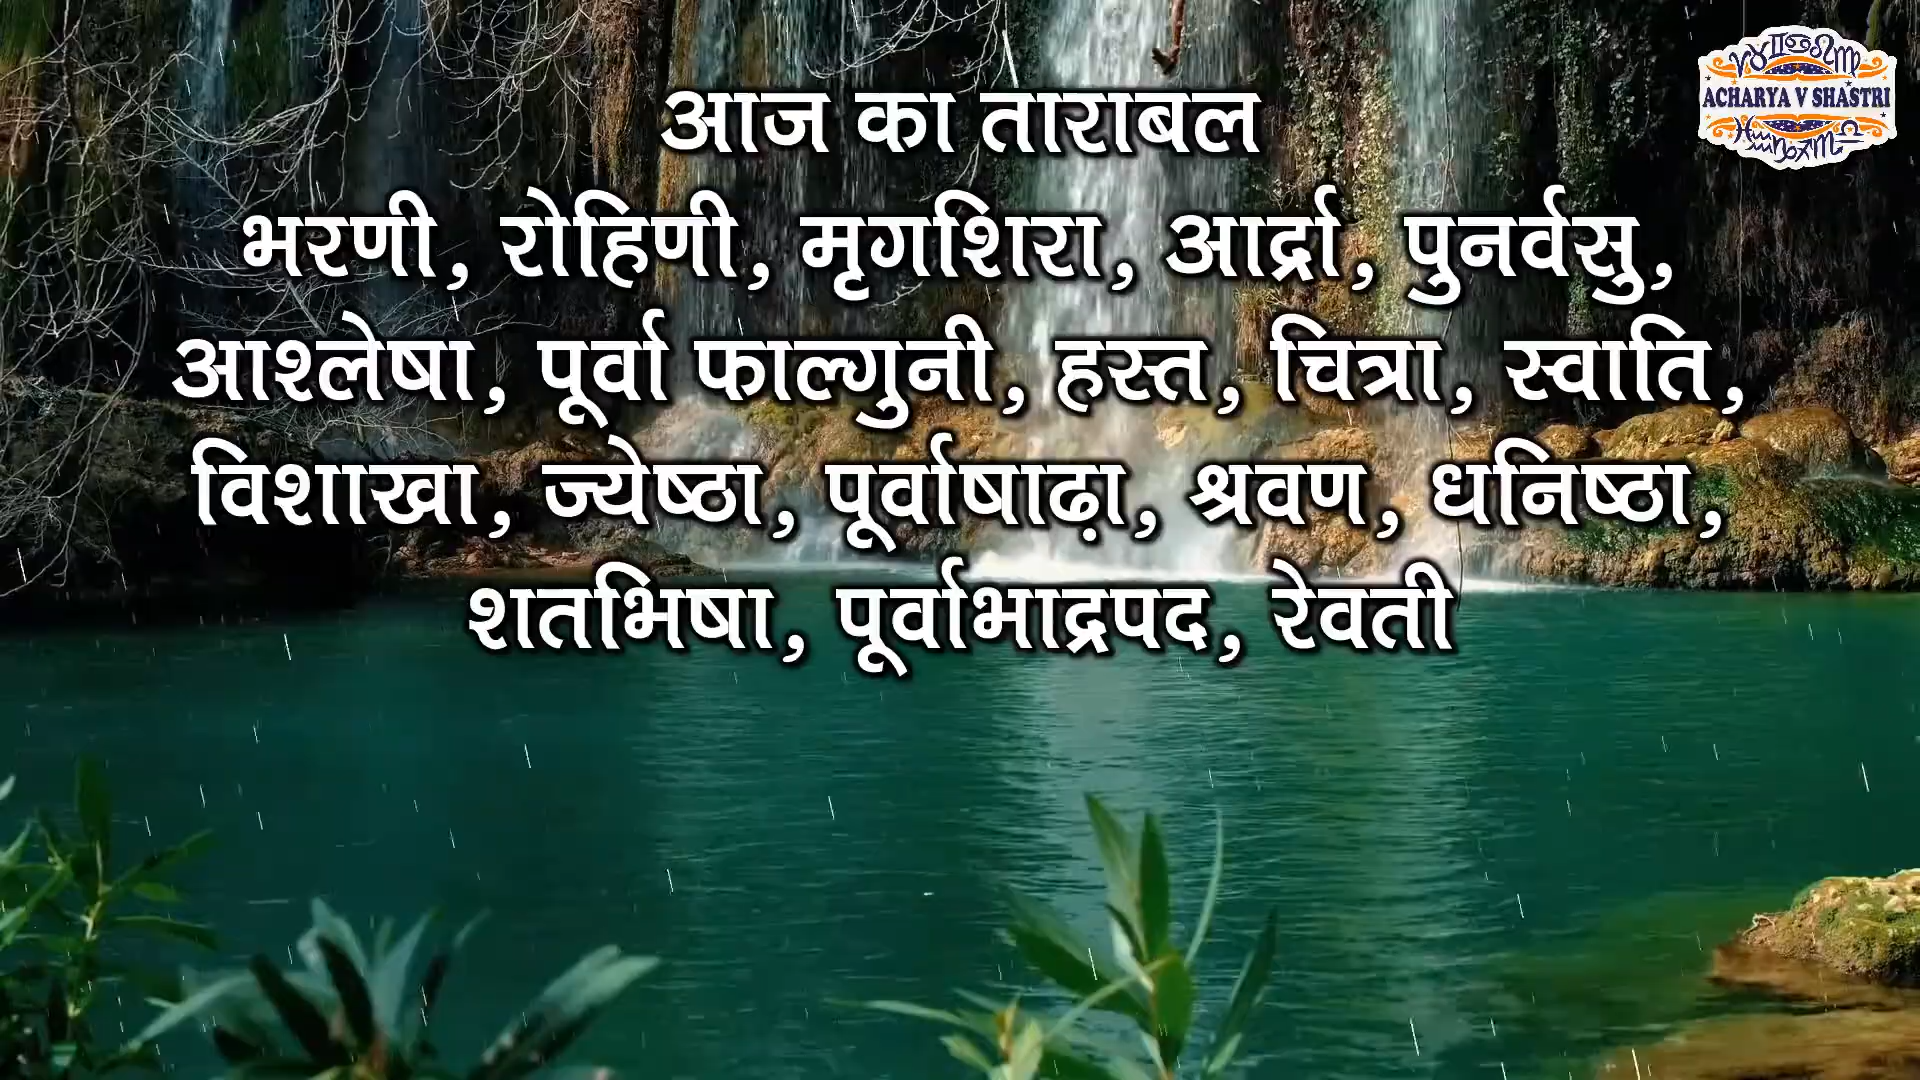 आज का ताराबल
भरणी, रोहिणी, मृगशिरा, आर्द्रा, पुनर्वसु,
आश्लेषा, पूर्वा फाल्गुनी, हस्त, चित्रा, स्वाति,
विशाखा, ज्येष्ठा, पूर्वाषाढ़ा, श्रवण, धनिष्ठा,
शतभिषा, पूर्वाभाद्रपद, रेवती
ACHARYA V SHASTRI